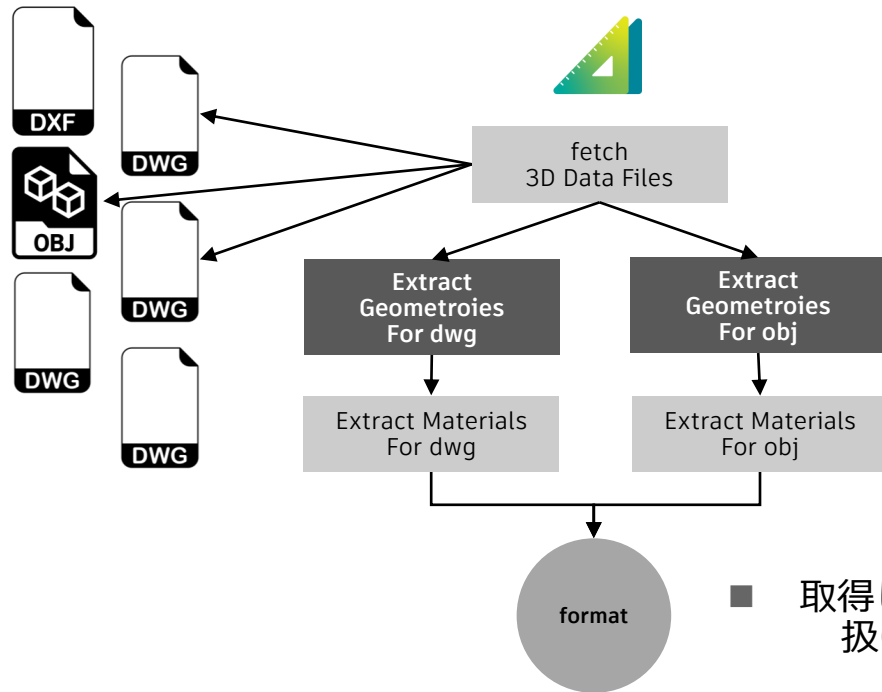 DXF
DWG
OBJ
DWG
DWG
DWG
fetch
3D Data Files
Extract
Geometroies
For dwg
Extract
Geometroies
For obj
Extract Materials
For dwg
Extract Materials
For obj
format
取得
扱